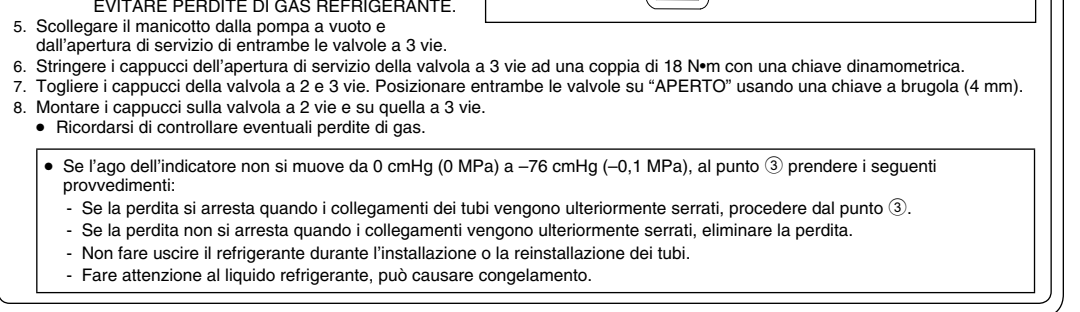 EVITARE PERDITE DI GAS REFRIGERANTE.
5. Scollegare il manicotto dalla pompa a vuoto e
dall'apertura di servizio di entrambe le valvole a 3 vie.
6. Stringere i cappucci dell'apertura di servizio della valvola a 3 vie ad una coppia di 18 N•m con una chiave dinamometrica.
7. Togliere i cappucci della valvola a 2 e 3 vie. Posizionare entrambe le valvole su “APERTO” usando una chiave a brugola (4 mm).
8. Montare i cappucci sulla valvola a 2 vie e su quella a 3 vie.
• Ricordarsi di controllare eventuali perdite di gas.
• Se l'ago dell'indicatore non si muove da 0 cmHg (0 MPa) a –76 cmHg (–0,1 MPa), al punto ③ prendere i seguenti
provvedimenti:
- Se la perdita si arresta quando i collegamenti dei tubi vengono ulteriormente serrati, procedere dal punto ③.
- Se la perdita non si arresta quando i collegamenti vengono ulteriormente serrati, eliminare la perdita.
- Non fare uscire il refrigerante durante l'installazione o la reinstallazione dei tubi.
- Fare attenzione al liquido refrigerante, può causare congelamento.